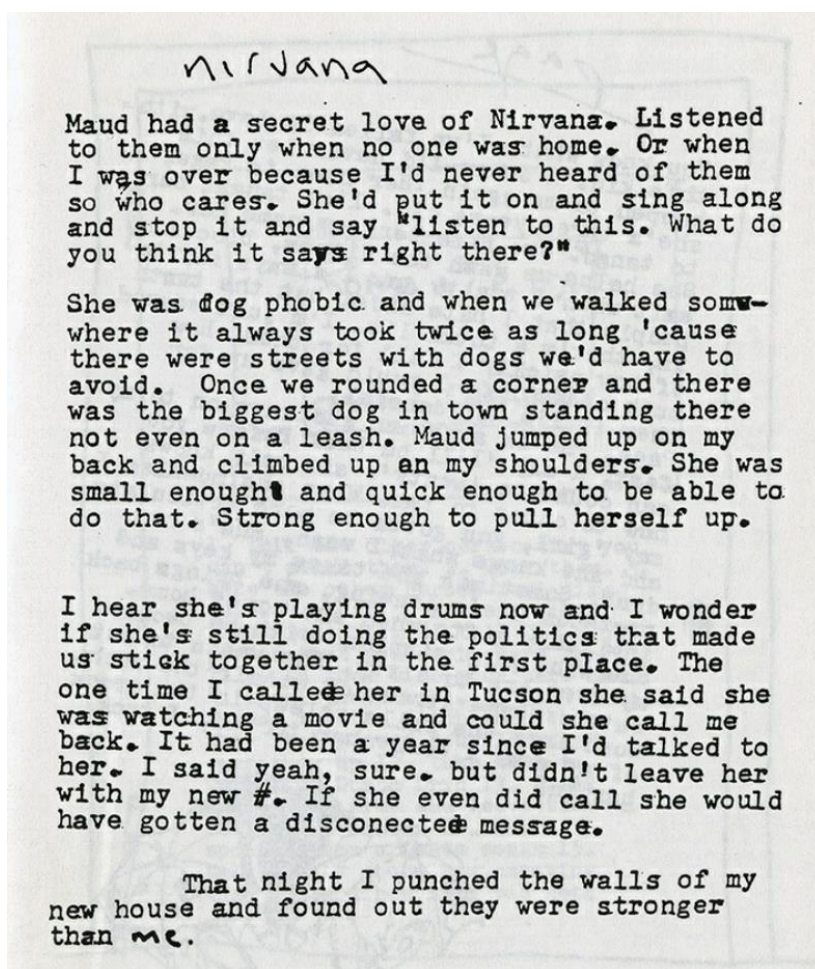 nirvana
Maud had a secret love of Nirvana. Listened
to them only when no one was home. Or when
I was over because I'd never heard of them
so who cares. She'd put it on and sing along
and stop it and say "listen to this. What do
you think it says right there?"
She was dog phobic and when we walked some-
where it always took twice as long 'cause
there were streets with dogs we'd have to
avoid. Once we rounded a corner and there
was the biggest dog in town standing there
not even on a leash. Maud jumped up on my
back and climbed up on my shoulders. She was
small enough and quick enough to be able to
do that. Strong enough to pull herself up.
I hear she's playing drums now and I wonder
if she's still doing the politics that made
us stick together in the first place. The
one time I called her in Tucson she said she
was watching a movie and could she call me
back. It had been a year since I'd talked to
her. I said yeah, sure. but didn't leave her
with my new #. If she even did call she would
have gotten a disconected message.
That night I punched the walls of my
new house and found out they were stronger
than me.